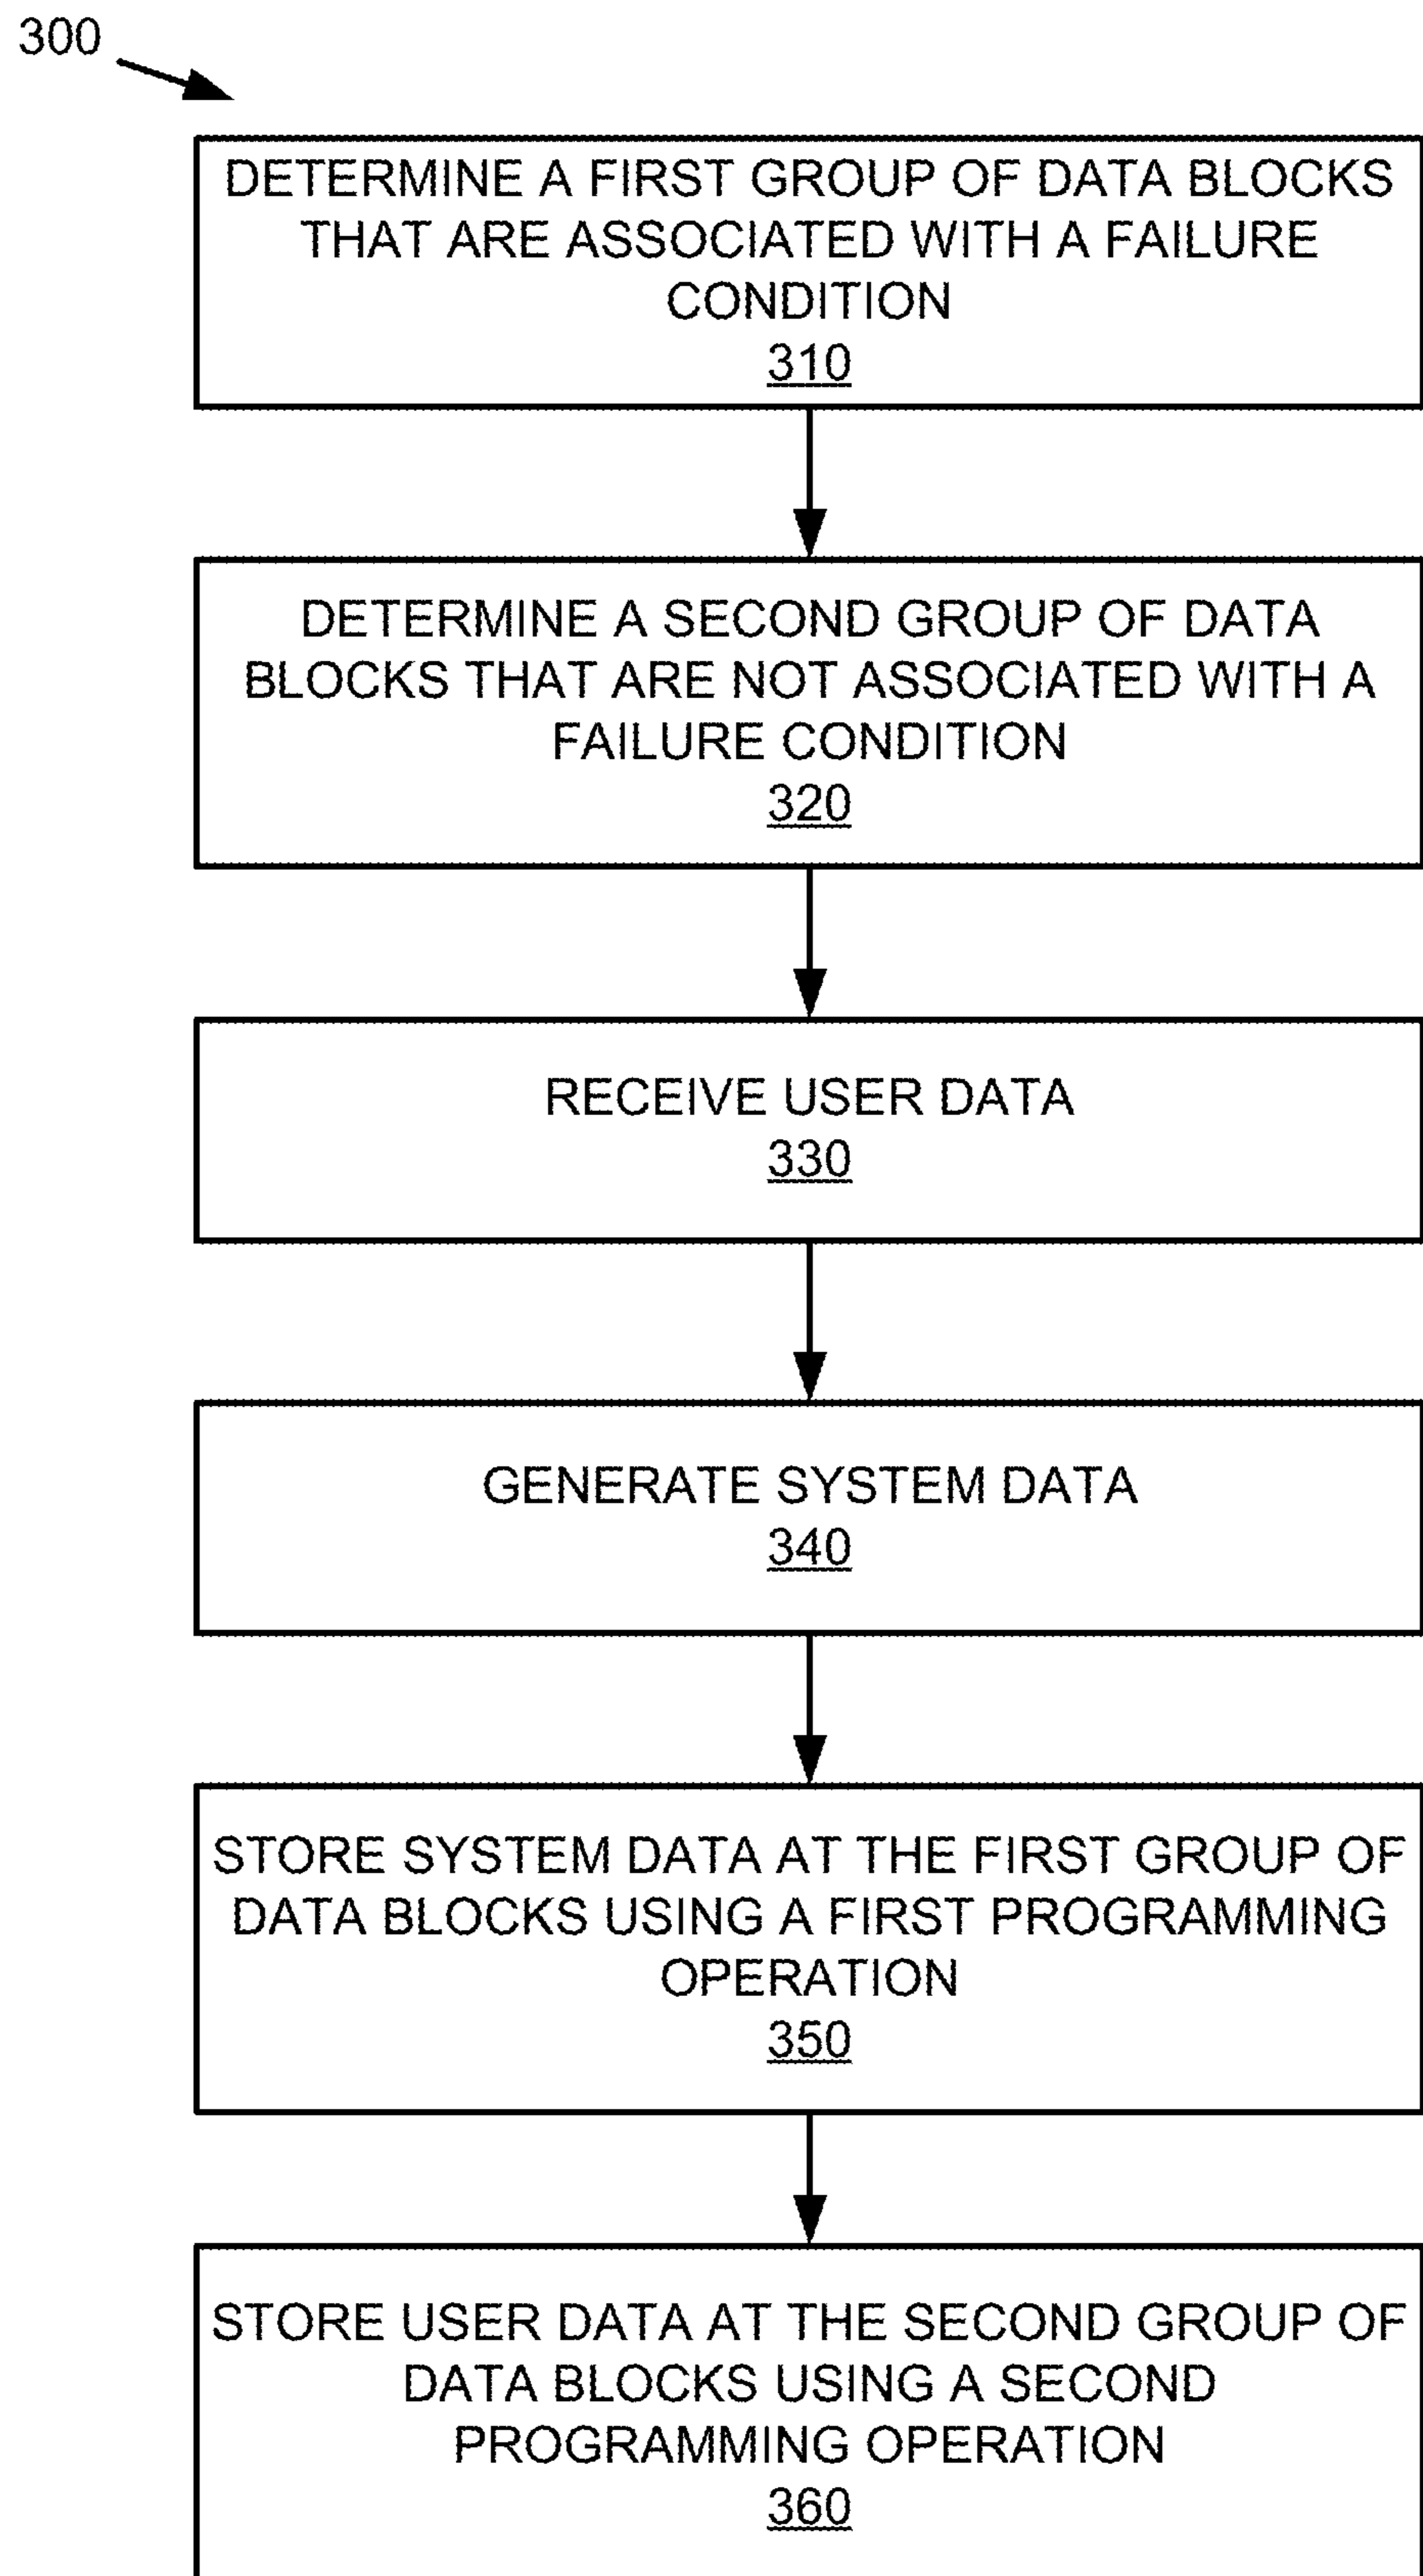 300
DETERMINE A FIRST GROUP OF DATA BLOCKS
THAT ARE ASSOCIATED WITH A FAILURE
CONDITION
310
DETERMINE A SECOND GROUP OF DATA
BLOCKS THAT ARE NOT ASSOCIATED WITH A
FAILURE CONDITION
320
RECEIVE USER DATA
330
GENERATE SYSTEM DATA
340
STORE SYSTEM DATA AT THE FIRST GROUP OF
DATA BLOCKS USING A FIRST PROGRAMMING
OPERATION
350
STORE USER DATA AT THE SECOND GROUP OF
DATA BLOCKS USING A SECOND
PROGRAMMING OPERATION
360